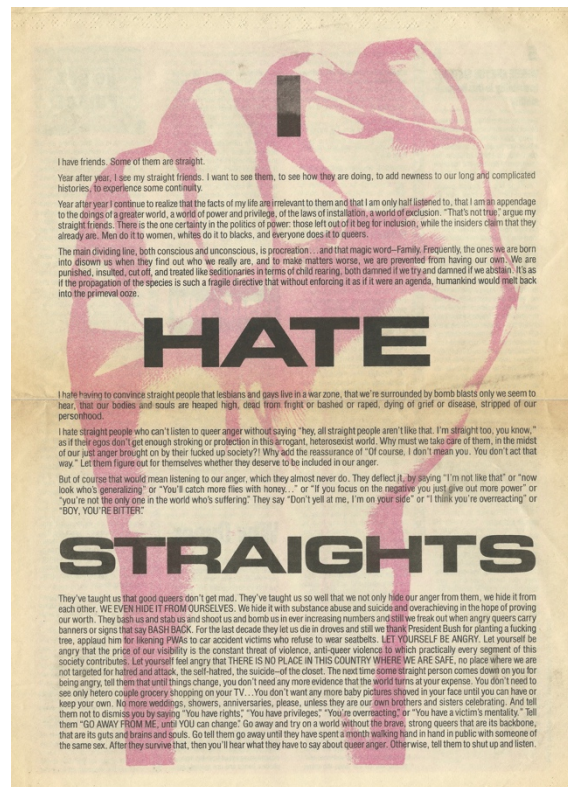 I
I have friends. Some of them are straight.
Year after year, I see my straight friends. I want to see them, to see how they are doing, to add newness to our long and complicated
histories, to experience some continuity.
Year after year I continue to realize that the facts of my life are irrelevant to them and that I am only half listened to, that I am an appendage
to the doings of a greater world, a world of power and privilege, of the laws of installation, a world of exclusion. "That's not true," argue my
straight friends. There is the one certainty in the politics of power: those left out of it beg for inclusion, while the insiders claim that they
already are. Men do it to women, whites do it to blacks, and everyone does it to queers.
The main dividing line, both conscious and unconscious, is procreation... and that magic word–Family. Frequently, the ones we are born
into disown us when they find out who we really are, and to make matters worse, we are prevented from having our own. We are
punished, insulted, cut off, and treated like seditionaries in terms of child rearing, both damned if we try and damned if we abstain. It's as
if the propagation of the species is such a fragile directive that without enforcing it as if it were an agenda, humankind would melt back
into the primeval ooze.
HATE
I hate having to convince straight people that lesbians and gays live in a war zone, that we're surrounded by bomb blasts only we seem to
hear, that our bodies and souls are heaped high, dead from fright or bashed or raped, dying of grief or disease, stripped of our
personhood.
I hate straight people who can't listen to queer anger without saying "hey, all straight people aren't like that. I'm straight too, you know,"
as if their egos don't get enough stroking or protection in this arrogant, heterosexist world. Why must we take care of them, in the midst
of our just anger brought on by their fucked up society?! Why add the reassurance of "Of course, I don't mean you. You don't act that
way." Let them figure out for themselves whether they deserve to be included in our anger.
But of course that would mean listening to our anger, which they almost never do. They deflect it, by saying "I'm not like that" or "now
look who's generalizing" or "You'll catch more flies with honey..." or "If you focus on the negative you just give out more power" or
"you're not the only one in the world who's suffering." They say "Don't yell at me, I'm on your side" or "I think you're overreacting" or
"BOY, YOU'RE BITTER."
STRAIGHTS
They've taught us that good queers don't get mad. They've taught us so well that we not only hide our anger from them, we hide it from
each other. WE EVEN HIDE IT FROM OURSELVES. We hide it with substance abuse and suicide and overachieving in the hope of proving
our worth. They bash us and stab us and shoot us and bomb us in ever increasing numbers and still we freak out when angry queers carry
banners or signs that say BASH BACK. For the last decade they let us die in droves and still we thank President Bush for planting a fucking
tree, applaud him for likening PWAs to car accident victims who refuse to wear seatbelts. LET YOURSELF BE ANGRY. Let yourself be
angry that the price of our visibility is the constant threat of violence, anti-queer violence to which practically every segment of this
society contributes. Let yourself feel angry that THERE IS NO PLACE IN THIS COUNTRY WHERE WE ARE SAFE, no place where we are
not targeted for hatred and attack, the self-hatred, the suicide–of the closet. The next time some straight person comes down on you for
being angry, tell them that until things change, you don't need any more evidence that the world turns at your expense. You don't need to
see only hetero couple grocery shopping on your TV...You don't want any more baby pictures shoved in your face until you can have or
keep your own. No more weddings, showers, anniversaries, please, unless they are our own brothers and sisters celebrating. And tell
them not to dismiss you by saying "You have rights," "You have privileges," "You're overreacting," or "You have a victim's mentality." Tell
them "GO AWAY FROM ME, until YOU can change." Go away and try on a world without the brave, strong queers that are its backbone,
that are its guts and brains and souls. Go tell them go away until they have spent a month walking hand in hand in public with someone of
the same sex. After they survive that, then you'll hear what they have to say about queer anger. Otherwise, tell them to shut up and listen.